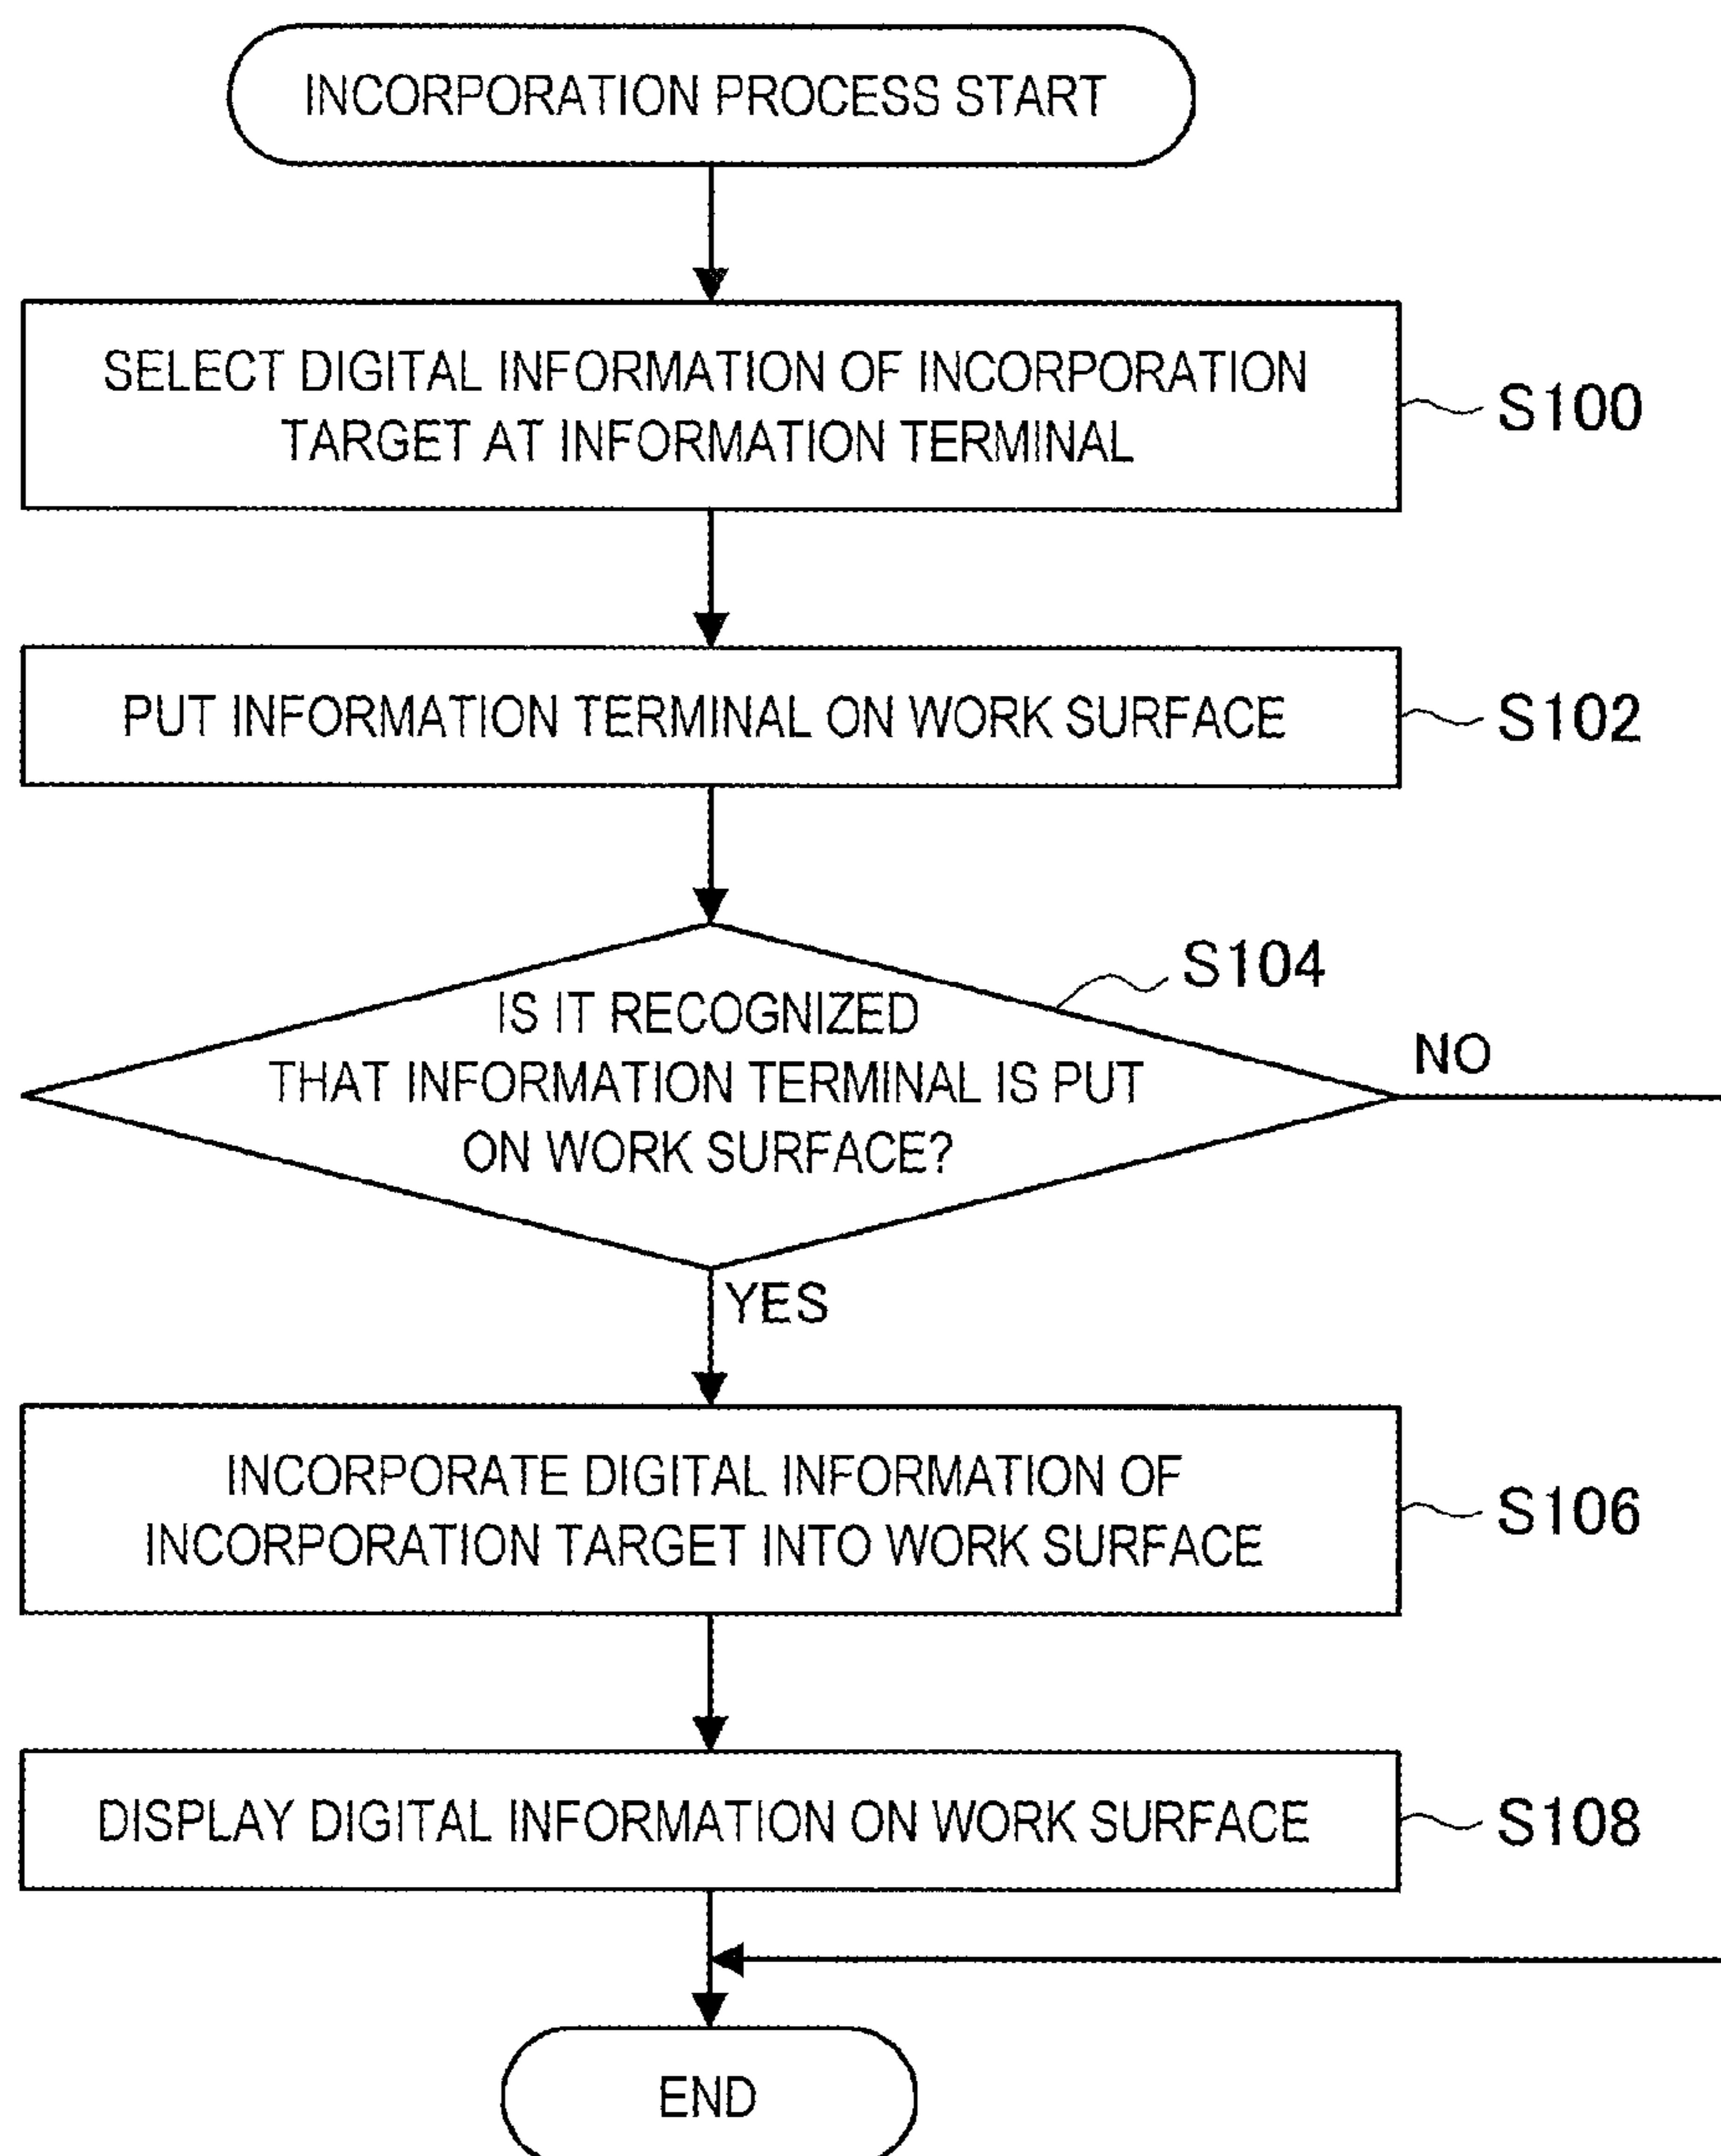 INCORPORATION PROCESS START
SELECT DIGITAL INFORMATION OF INCORPORATION
TARGET AT INFORMATION TERMINAL
S100
PUT INFORMATION TERMINAL ON WORK SURFACE
S102
S104
IS IT RECOGNIZED
THAT INFORMATION TERMINAL IS PUT
ON WORK SURFACE?
NO
YES
INCORPORATE DIGITAL INFORMATION OF
INCORPORATION TARGET INTO WORK SURFACE
S106
DISPLAY DIGITAL INFORMATION ON WORK SURFACE
S108
END